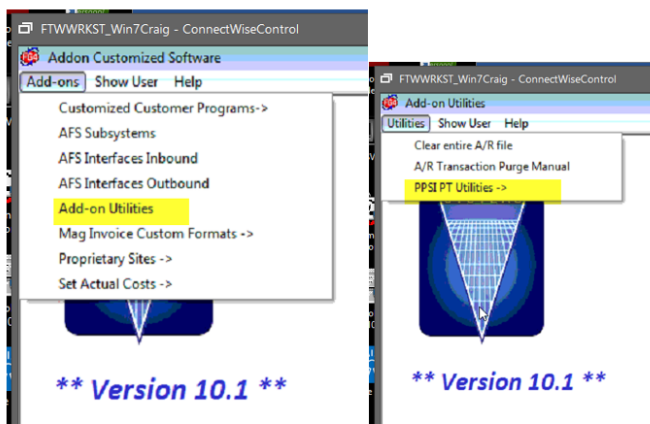 FTWWRKST_Win7Craig - ConnectWiseControl
Addon Customized Software
Add-ons Show User Help
Customized Customer Programs->
AFS Subsystems
AFS Interfaces Inbound
AFS Interfaces Outbound
Add-on Utilities
Mag Invoice Custom Formats ->
Proprietary Sites ->
Set Actual Costs ->
** Version 10.1 **
FTWWRKST_Win7Craig - ConnectWiseControl
Add-on Utilities
Utilities Show User Help
Clear entire A/R file
A/R Transaction Purge Manual
PPSI PT Utilities ->
** Version 10.1 **